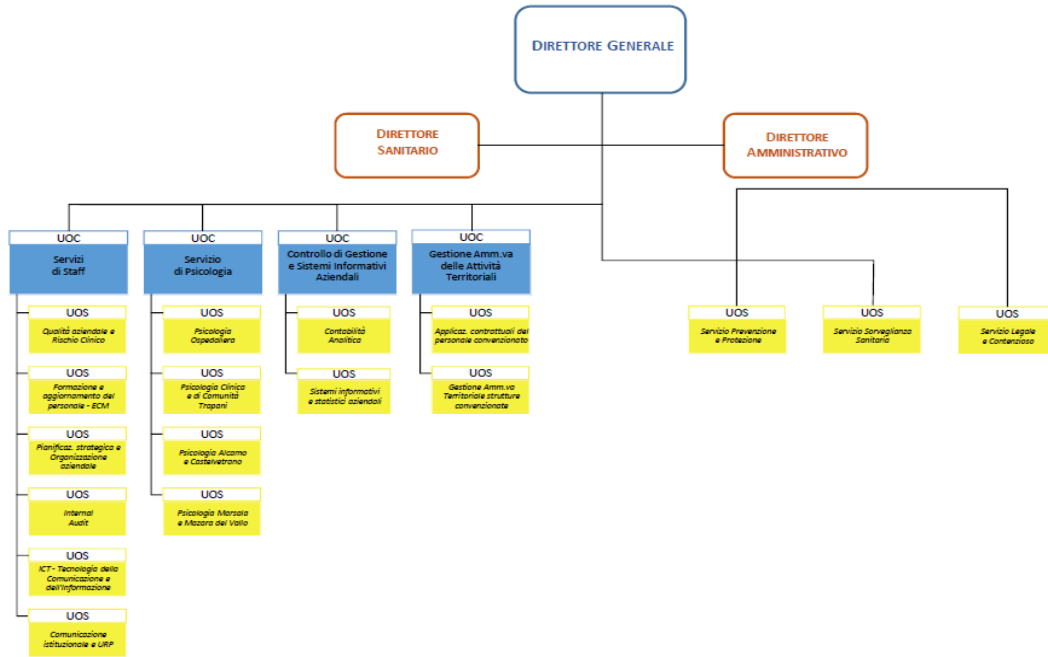 DIRETTORE GENERALE
DIRETTORE
SANITARIO
DIRETTORE
AMMINISTRATIVO
UOC
Servizi
di Staff
UOC
Servizio
di Psicologia
UOC
Controllo di Gestione
e Sistemi Informativi
Aziendali
UOC
Gestione Amm.va
delle Attività
Territoriali
UOS
Qualità aziendale e
Rischio Clinico
UOS
Formazione e
aggiornamento del
personale - ECM
UOS
Pianificaz. strategica e
Organizzazione
aziendale
UOS
Internal
Audit
UOS
ICT - Tecnologia della
Comunicazione e
dell'Informazione
UOS
Comunicazione
istituzionale e URP
UOS
Psicologia
Ospedaliera
UOS
Psicologia Clinica
e di Comunità
Trapani
UOS
Psicologia Alcamo
e Castelvetrano
UOS
Psicologia Marsala
e Mazara del Vallo
UOS
Contabilità
Analitica
UOS
Sistemi informativi
e statistici aziendali
UOS
Applicaz. contrattuali del
personale convenzionato
UOS
Gestione Amm.va
Territoriale strutture
convenzionate
UOS
Servizio Prevenzione
e Protezione
UOS
Servizio Sorveglianza
Sanitaria
UOS
Servizio Legale
e Contenzioso